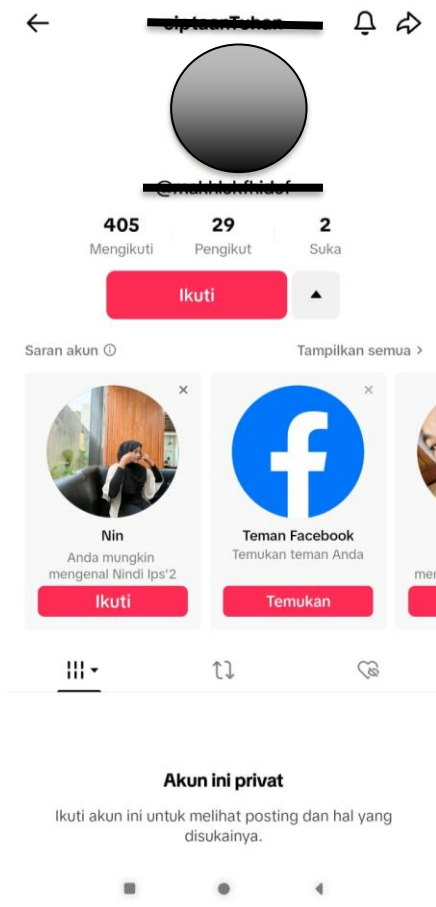 405
29
2
Mengikuti
Pengikut
Suka
Ikuti
Saran akun
Tampilkan semua >
Nin
Anda mungkin
mengenal Nindi Ips'2
Ikuti
Teman Facebook
Temukan teman Anda
Temukan
Akun ini privat
Ikuti akun ini untuk melihat posting dan hal yang
disukainya.